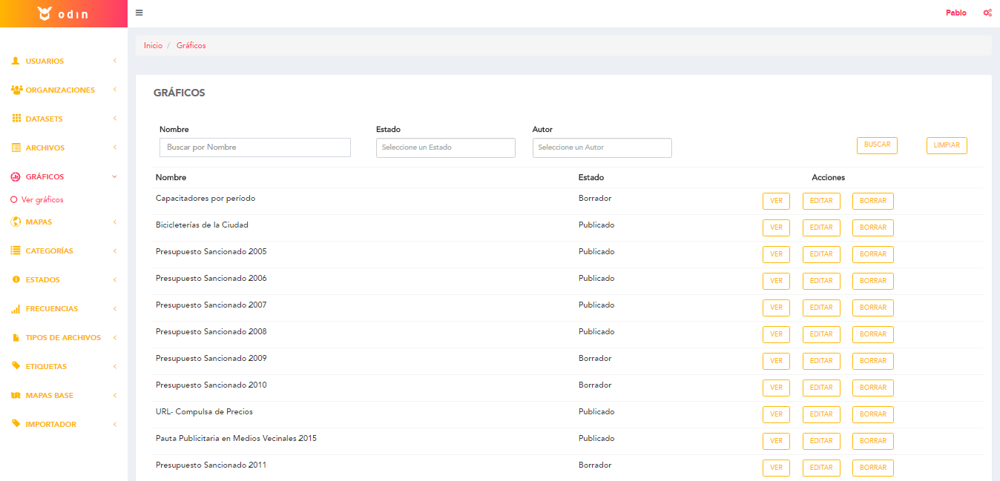 odin
Pablo
Inicio / Gráficos
USUARIOS
ORGANIZACIONES
DATASETS
ARCHIVOS
GRÁFICOS
Ver gráficos
MAPAS
CATEGORÍAS
ESTADOS
FRECUENCIAS
TIPOS DE ARCHIVOS
ETIQUETAS
MAPAS BASE
IMPORTADOR
GRÁFICOS
Nombre Estado Autor
Buscar por Nombre Seleccione un Estado Seleccione un Autor BUSCAR LIMPIAR
Nombre Estado Acciones
Capacitadores por período Borrador VER EDITAR BORRAR
Bicicleterías de la Ciudad Publicado VER EDITAR BORRAR
Presupuesto Sancionado 2005 Publicado VER EDITAR BORRAR
Presupuesto Sancionado 2006 Publicado VER EDITAR BORRAR
Presupuesto Sancionado 2007 Publicado VER EDITAR BORRAR
Presupuesto Sancionado 2008 Publicado VER EDITAR BORRAR
Presupuesto Sancionado 2009 Borrador VER EDITAR BORRAR
Presupuesto Sancionado 2010 Borrador VER EDITAR BORRAR
URL- Compulsa de Precios Publicado VER EDITAR BORRAR
Pauta Publicitaria en Medios Vecinales 2015 Publicado VER EDITAR BORRAR
Presupuesto Sancionado 2011 Borrador VER EDITAR BORRAR